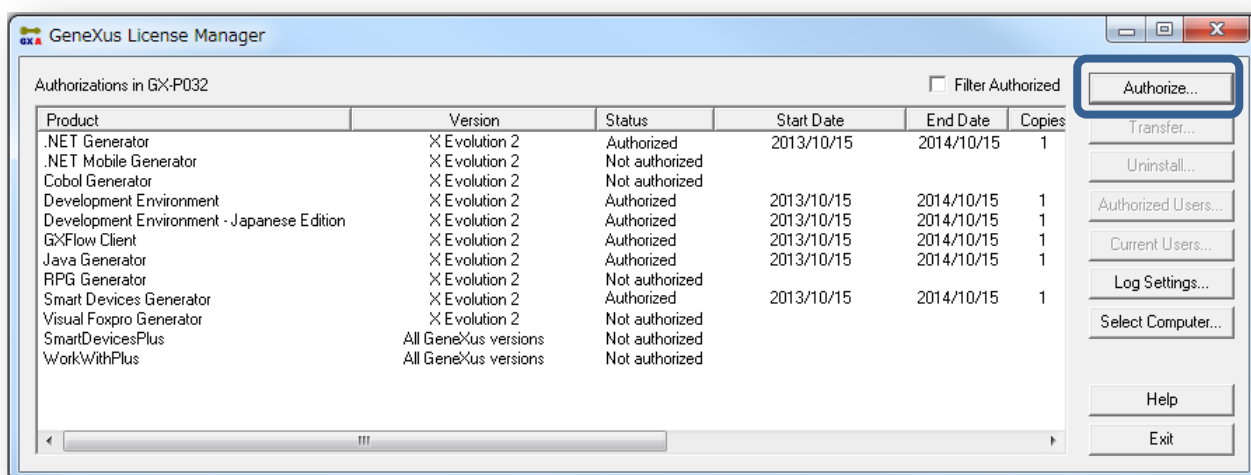 GXA GeneXus License Manager
Authorizations in GX-P032 Filter Authorized Authorize...
Product Version Status Start Date End Date Copies
.NET Generator X Evolution 2 Authorized 2013/10/15 2014/10/15 1
.NET Mobile Generator X Evolution 2 Not authorized
Cobol Generator X Evolution 2 Not authorized
Development Environment X Evolution 2 Authorized 2013/10/15 2014/10/15 1
Development Environment - Japanese Edition X Evolution 2 Authorized 2013/10/15 2014/10/15 1
GXFlow Client X Evolution 2 Authorized 2013/10/15 2014/10/15 1
Java Generator X Evolution 2 Authorized 2013/10/15 2014/10/15 1
RPG Generator X Evolution 2 Not authorized
Smart Devices Generator X Evolution 2 Authorized 2013/10/15 2014/10/15 1
Visual Foxpro Generator X Evolution 2 Not authorized
SmartDevicesPlus All GeneXus versions Not authorized
WorkWithPlus All GeneXus versions Not authorized
Transfer...
Uninstall...
Authorized Users...
Current Users...
Log Settings...
Select Computer...
Help
Exit